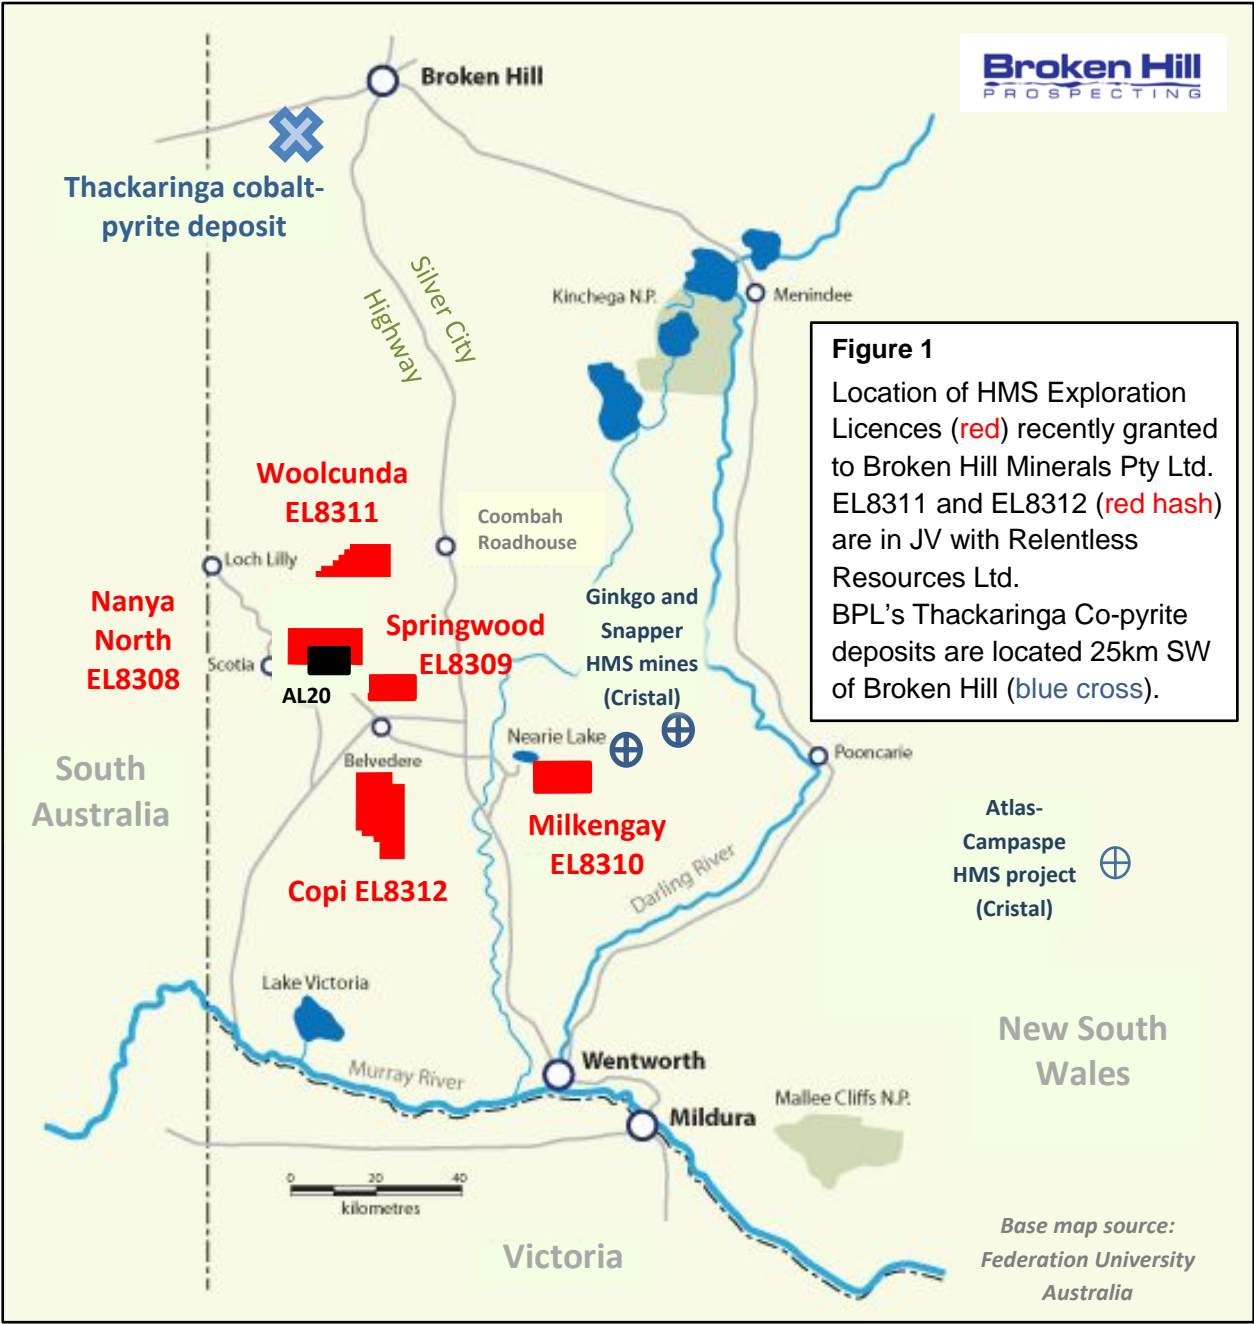 Broken Hill
Broken Hill
PROSPECTING
Thackaringa cobalt-
pyrite deposit
Silver City
Highway
Kinchega N.P.
Menindee
Figure 1
Location of HMS Exploration
Licences (red) recently granted
to Broken Hill Minerals Pty Ltd.
EL8311 and EL8312 (red hash)
are in JV with Relentless
Resources Ltd.
BPL's Thackaringa Co-pyrite
deposits are located 25km SW
of Broken Hill (blue cross).
Woolcunda
EL8311
Coombah
Roadhouse
Loch Lilly
Nanya
North
EL8308
Ginkgo and
Snapper
HMS mines
(Cristal)
Springwood
EL8309
Scotia
AL20
Nearie Lake
Belvedere
Pooncarie
South
Australia
Milkengay
EL8310
Atlas-
Campaspe
HMS project
(Cristal)
Copi EL8312
Darling River
Lake Victoria
New South
Wales
Murray River
Wentworth
Mallee Cliffs N.P.
Mildura
0 20 40
kilometres
Victoria
Base map source:
Federation University
Australia